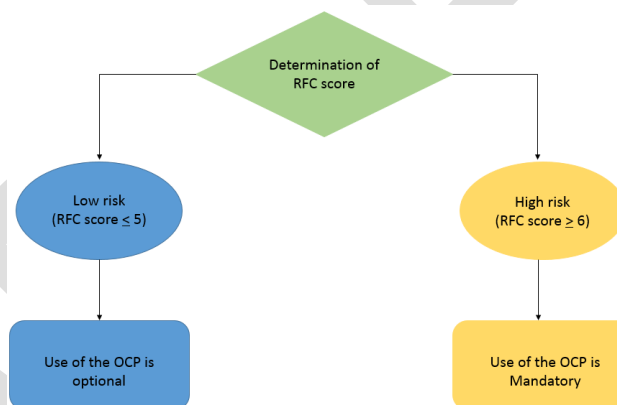 Determination of
RFC score
Low risk
(RFC score ≤ 5)
High risk
(RFC score ≥ 6)
Use of the OCP is
optional
Use of the OCP is
Mandatory